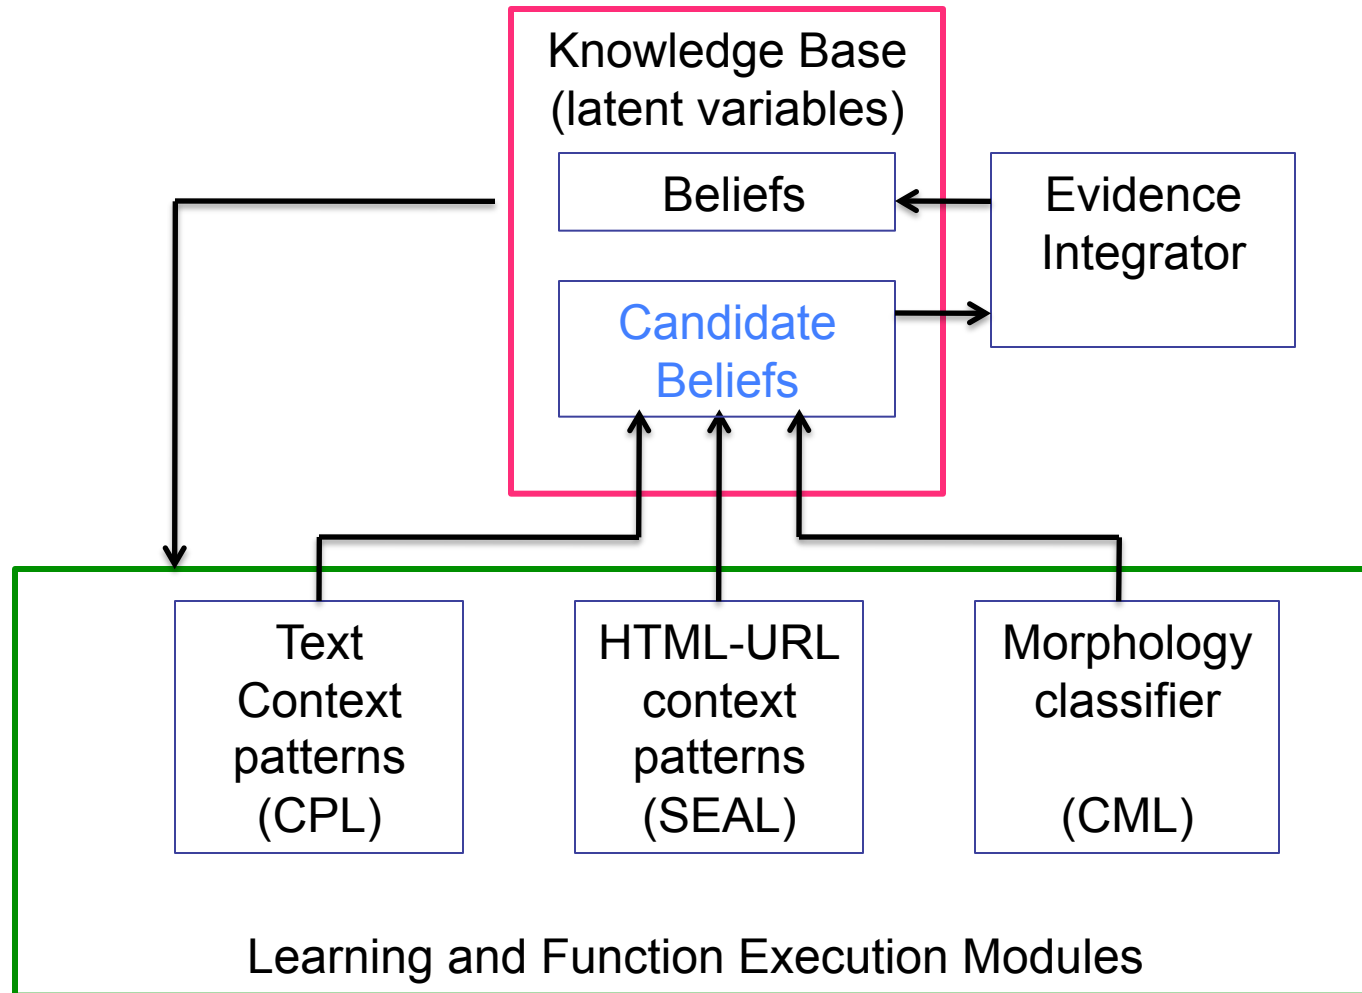 Knowledge Base
(latent variables)
Beliefs
Evidence
Integrator
Candidate
Beliefs
Text
Context
patterns
(CPL)
HTML-URL
context
patterns
(SEAL)
Morphology
classifier
(CML)
Learning and Function Execution Modules